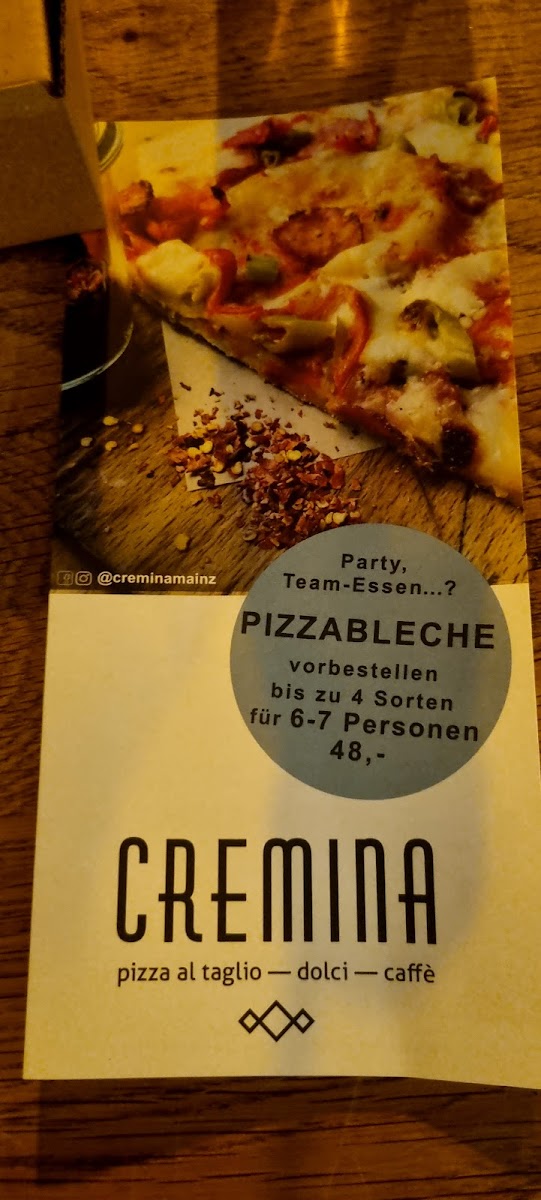 @creminamainz
Party,
Team-Essen...?
PIZZABLECHE
vorbestellen
bis zu 4 Sorten
für 6-7 Personen
48,-
CREMINA
pizza al taglio — dolci — caffè